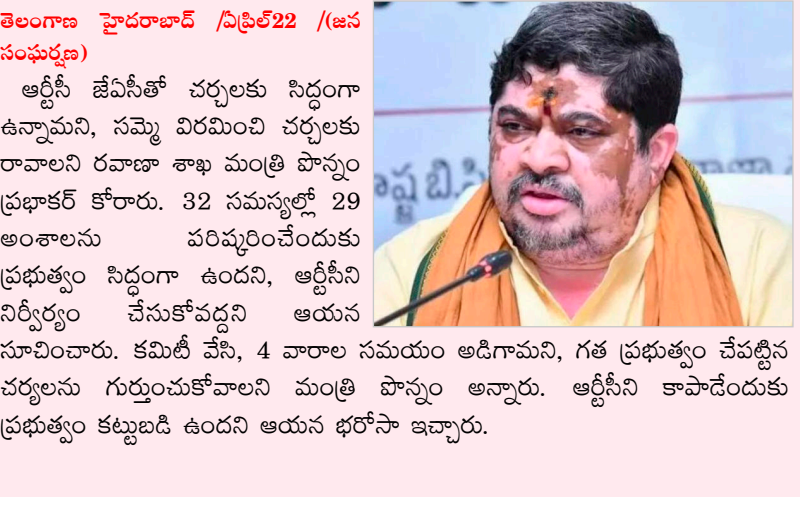 తెలంగాణ హైదరాబాద్ /ఏప్రిల్22 /(జన
సంఘర్షణ)
ఆర్టీసీ జేఏసీతో చర్చలకు సిద్ధంగా
ఉన్నామని, సమ్మె విరమించి చర్చలకు
రావాలని రవాణా శాఖ మంత్రి పొన్నం
ప్రభాకర్ కోరారు. 32 సమస్యల్లో 29
అంశాలను పరిష్కరించేందుకు
ప్రభుత్వం సిద్ధంగా ఉందని, ఆర్టీసీని
నిర్వీర్యం చేసుకోవద్దని ఆయన
సూచించారు. కమిటీ వేసి, 4 వారాల సమయం అడిగామని, గత ప్రభుత్వం చేపట్టిన
చర్యలను గుర్తుంచుకోవాలని మంత్రి పొన్నం అన్నారు. ఆర్టీసీని కాపాడేందుకు
ప్రభుత్వం కట్టుబడి ఉందని ఆయన భరోసా ఇచ్చారు.